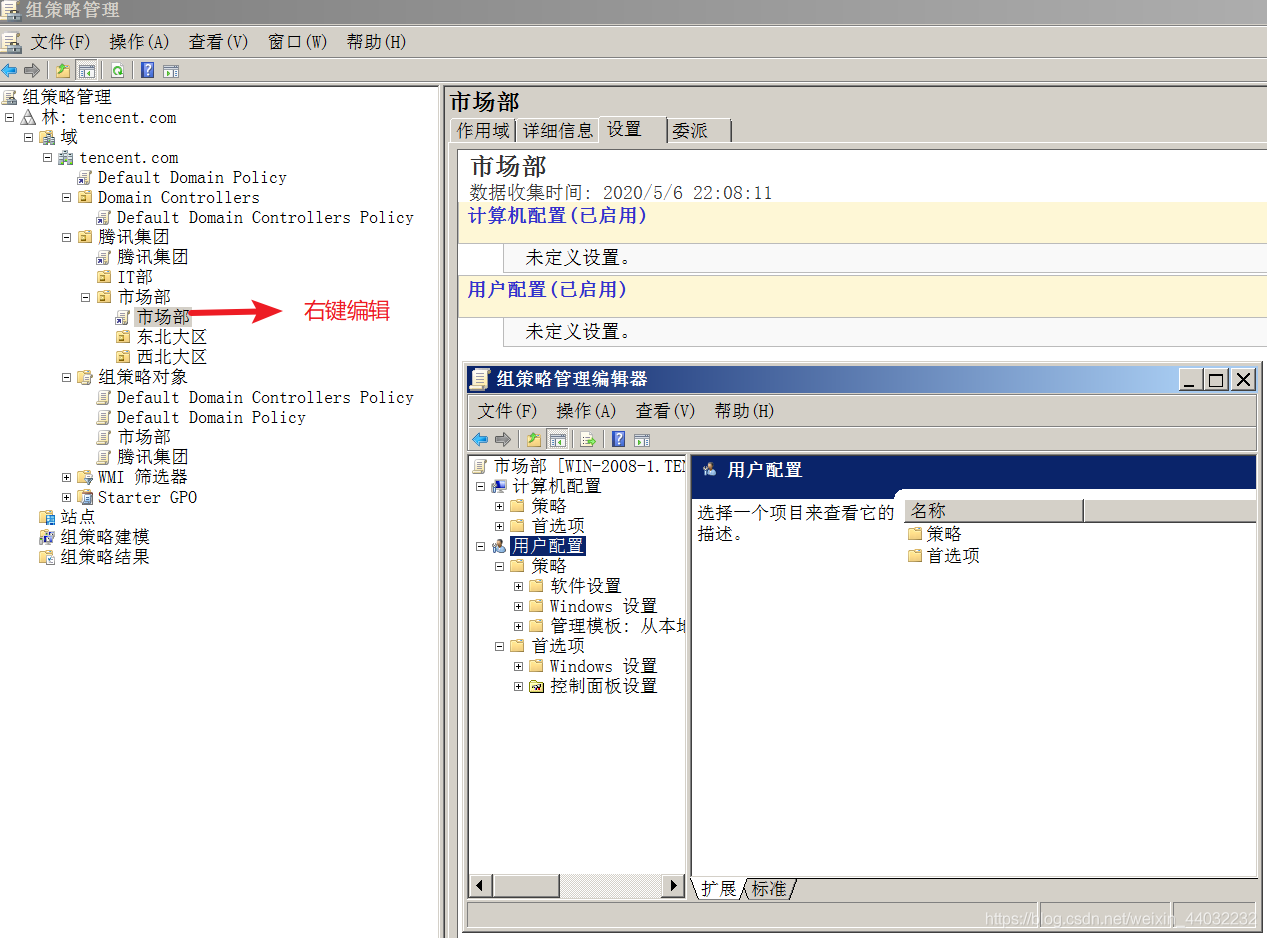 组策略管理
文件(F) 操作(A) 查看(V) 窗口(W) 帮助(H)
组策略管理
林: tencent.com
域
tencent.com
Default Domain Policy
Domain Controllers
Default Domain Controllers Policy
腾讯集团
腾讯集团
IT部
市场部
市场部
右键编辑
东北大区
西北大区
组策略对象
Default Domain Controllers Policy
Default Domain Policy
市场部
腾讯集团
WMI 筛选器
Starter GPO
站点
组策略建模
组策略结果
市场部
作用域 详细信息 设置 委派
市场部
数据收集时间: 2020/5/6 22:08:11
计算机配置(已启用)
未定义设置。
用户配置(已启用)
未定义设置。
组策略管理编辑器
文件(F) 操作(A) 查看(V) 帮助(H)
市场部 [WIN-2008-1.TEN
计算机配置
策略
首选项
用户配置
策略
软件设置
Windows 设置
管理模板: 从本地
首选项
Windows 设置
控制面板设置
用户配置
选择一个项目来查看它的
描述。
名称
策略
首选项
扩展 标准
https://blog.csdn.net/weixin_44032232